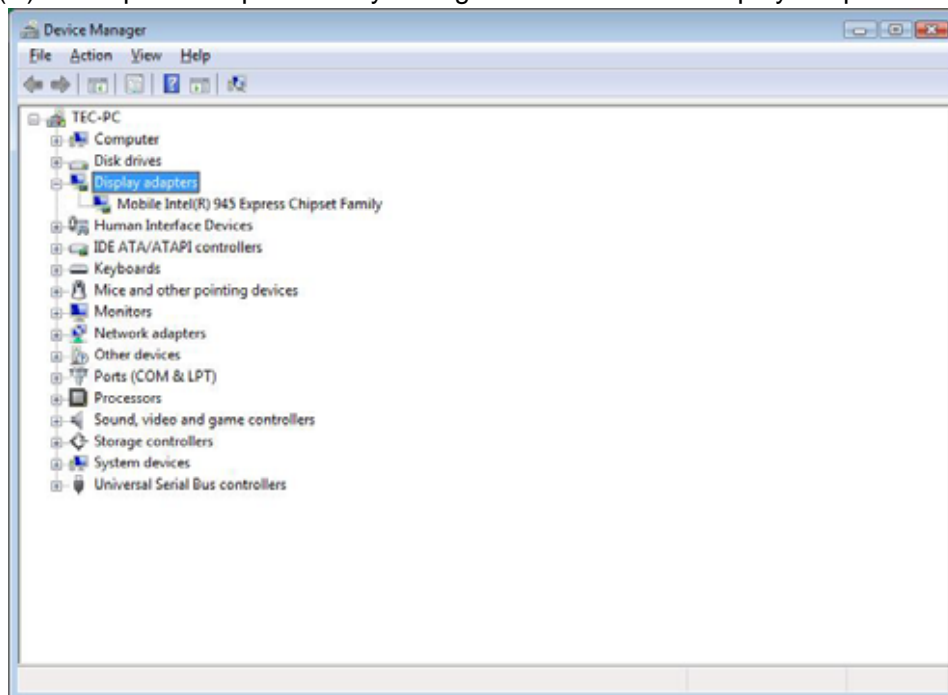 Device Manager
File Action View Help
TEC-PC
Computer
Disk drives
Display adapters
Mobile Intel(R) 945 Express Chipset Family
Human Interface Devices
IDE ATA/ATAPI controllers
Keyboards
Mice and other pointing devices
Monitors
Network adapters
Other devices
Ports (COM & LPT)
Processors
Sound, video and game controllers
Storage controllers
System devices
Universal Serial Bus controllers